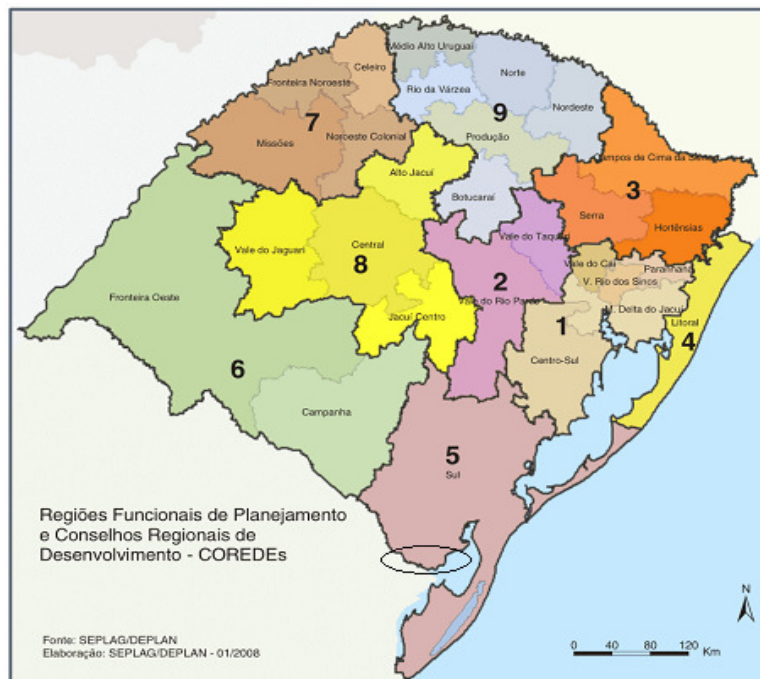 Médio Alto Uruguai
Celeiro
Norte
Fronteira Noroeste
Rio da Várzea
Nordeste
9
7
Produção
Noroeste Colonial
Missões
Alto Jacuí
Campos de Cima da Serra
3
Botucaraí
Serra
Hortênsias
Vale do Taquari
Vale do Jaguari
Central
8
2
Vale do Caí
Paranhana
V. Rio dos Sinos
Fronteira Oeste
Vale do Rio Pardo
M. Delta do Jacuí
Jacuí Centro
1
Litoral
4
Centro-Sul
6
Campanha
5
Sul
Regiões Funcionais de Planejamento
e Conselhos Regionais de
Desenvolvimento - COREDEs
N
Fonte: SEPLAG/DEPLAN
Elaboração: SEPLAG/DEPLAN - 01/2008
0 40 80 120
Km